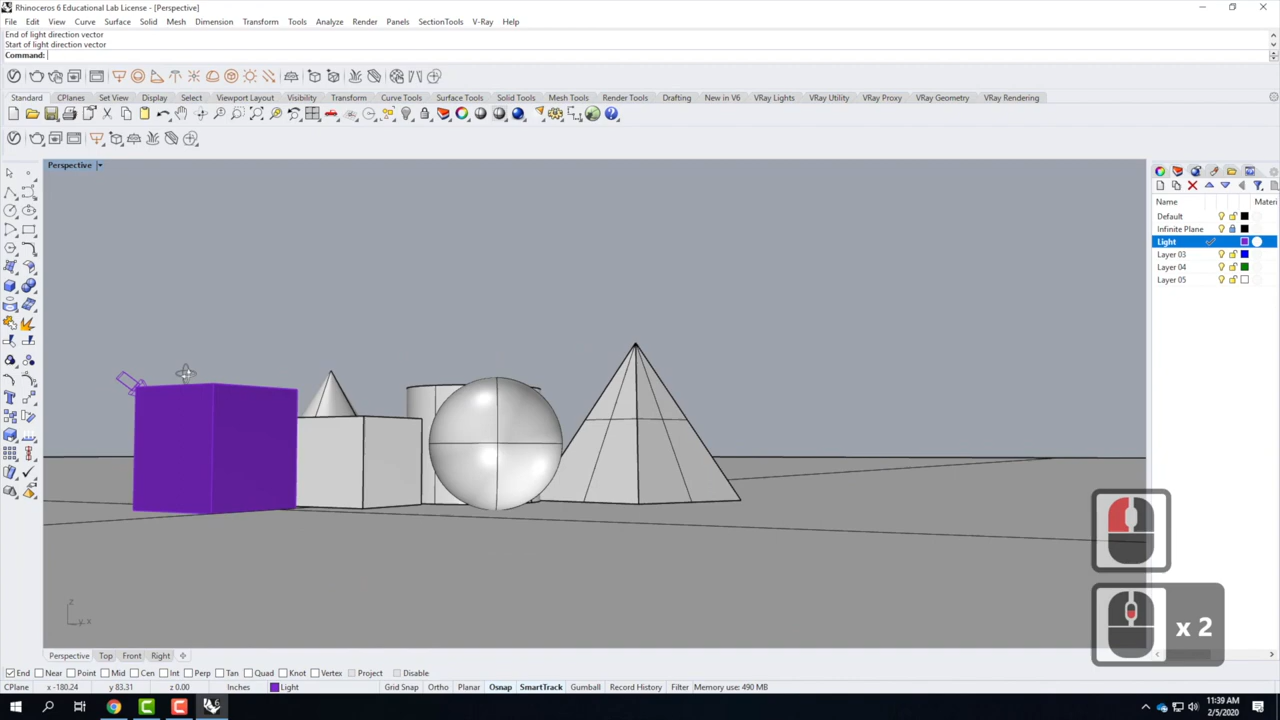 Rhinoceros 6 Educational Lab License - [Perspective]
File Edit View Curve Surface Solid Mesh Dimension Transform Tools Analyze Render Panels SectionTools V-Ray Help
End of light direction vector
Start of light direction vector
Command:
Standard CPlanes Set View Display Select Viewport Layout Visibility Transform Curve Tools Surface Tools Solid Tools Mesh Tools Render Tools Drafting New in V6 VRay Lights VRay Utility VRay Proxy VRay Geometry VRay Rendering
Perspective
Name Materi
Default
Infinite Plane
Light
Layer 03
Layer 04
Layer 05
x 2
z
y x
Perspective Top Front Right
End Near Point Mid Cen Int Perp Tan Quad Knot Vertex Project Disable
CPlane x -180.24 y 83.31 z 0.00 Inches Light Grid Snap Ortho Planar Osnap SmartTrack Gumball Record History Filter Memory use: 490 MB
11:39 AM
2/5/2020